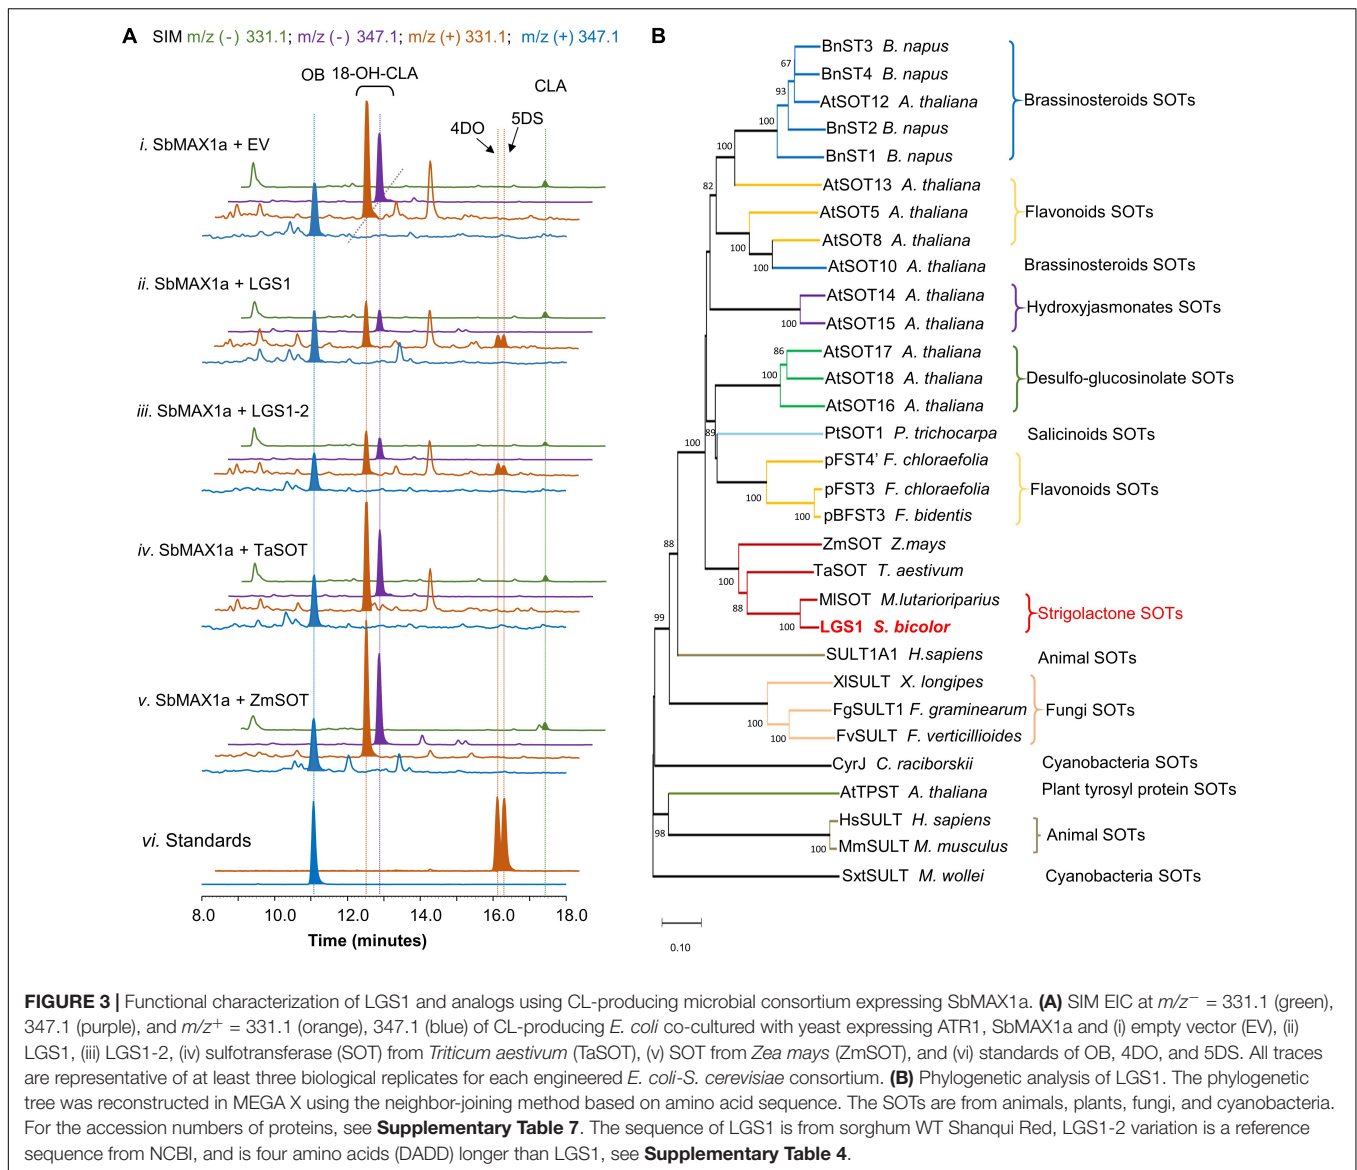 A SIM m/z (-) 331.1; m/z (-) 347.1; m/z (+) 331.1; m/z (+) 347.1
OB 18-OH-CLA
CLA
4DO
5DS
i. SbMAX1a + EV
ii. SbMAX1a + LGS1
iii. SbMAX1a + LGS1-2
iv. SbMAX1a + TaSOT
v. SbMAX1a + ZmSOT
vi. Standards
8.0 10.0 12.0 14.0 16.0 18.0
Time (minutes)
B
BnST3 B. napus
67
BnST4 B. napus
93
AtSOT12 A. thaliana
Brassinosteroids SOTs
100
BnST2 B. napus
100
BnST1 B. napus
82
AtSOT13 A. thaliana
AtSOT5 A. thaliana
Flavonoids SOTs
100
AtSOT8 A. thaliana
100
AtSOT10 A. thaliana
Brassinosteroids SOTs
AtSOT14 A. thaliana
Hydroxyjasmonates SOTs
100
AtSOT15 A. thaliana
86
AtSOT17 A. thaliana
100
AtSOT18 A. thaliana
Desulfo-glucosinolate SOTs
AtSOT16 A. thaliana
89
PtSOT1 P. trichocarpa
Salicinoids SOTs
100
pFST4' F. chloraefolia
100
pFST3 F. chloraefolia
Flavonoids SOTs
100
pBFST3 F. bidentis
88
ZmSOT Z.mays
100
TaSOT T. aestivum
88
MlSOT M.lutarioriparius
Strigolactone SOTs
100
LGS1 S. bicolor
99
SULT1A1 H.sapiens
Animal SOTs
XlSULT X. longipes
100
FgSULT1 F. graminearum
Fungi SOTs
100
FvSULT F. verticillioides
CyrJ C. raciborskii
Cyanobacteria SOTs
AtTPST A. thaliana
Plant tyrosyl protein SOTs
98
HsSULT H. sapiens
Animal SOTs
100
MmSULT M. musculus
SxtSULT M. wollei
Cyanobacteria SOTs
0.10
FIGURE 3 | Functional characterization of LGS1 and analogs using CL-producing microbial consortium expressing SbMAX1a. (A) SIM EIC at m/z− = 331.1 (green),
347.1 (purple), and m/z+ = 331.1 (orange), 347.1 (blue) of CL-producing E. coli co-cultured with yeast expressing ATR1, SbMAX1a and (i) empty vector (EV), (ii)
LGS1, (iii) LGS1-2, (iv) sulfotransferase (SOT) from Triticum aestivum (TaSOT), (v) SOT from Zea mays (ZmSOT), and (vi) standards of OB, 4DO, and 5DS. All traces
are representative of at least three biological replicates for each engineered E. coli-S. cerevisiae consortium. (B) Phylogenetic analysis of LGS1. The phylogenetic
tree was reconstructed in MEGA X using the neighbor-joining method based on amino acid sequence. The SOTs are from animals, plants, fungi, and cyanobacteria.
For the accession numbers of proteins, see Supplementary Table 7. The sequence of LGS1 is from sorghum WT Shanqui Red, LGS1-2 variation is a reference
sequence from NCBI, and is four amino acids (DADD) longer than LGS1, see Supplementary Table 4.